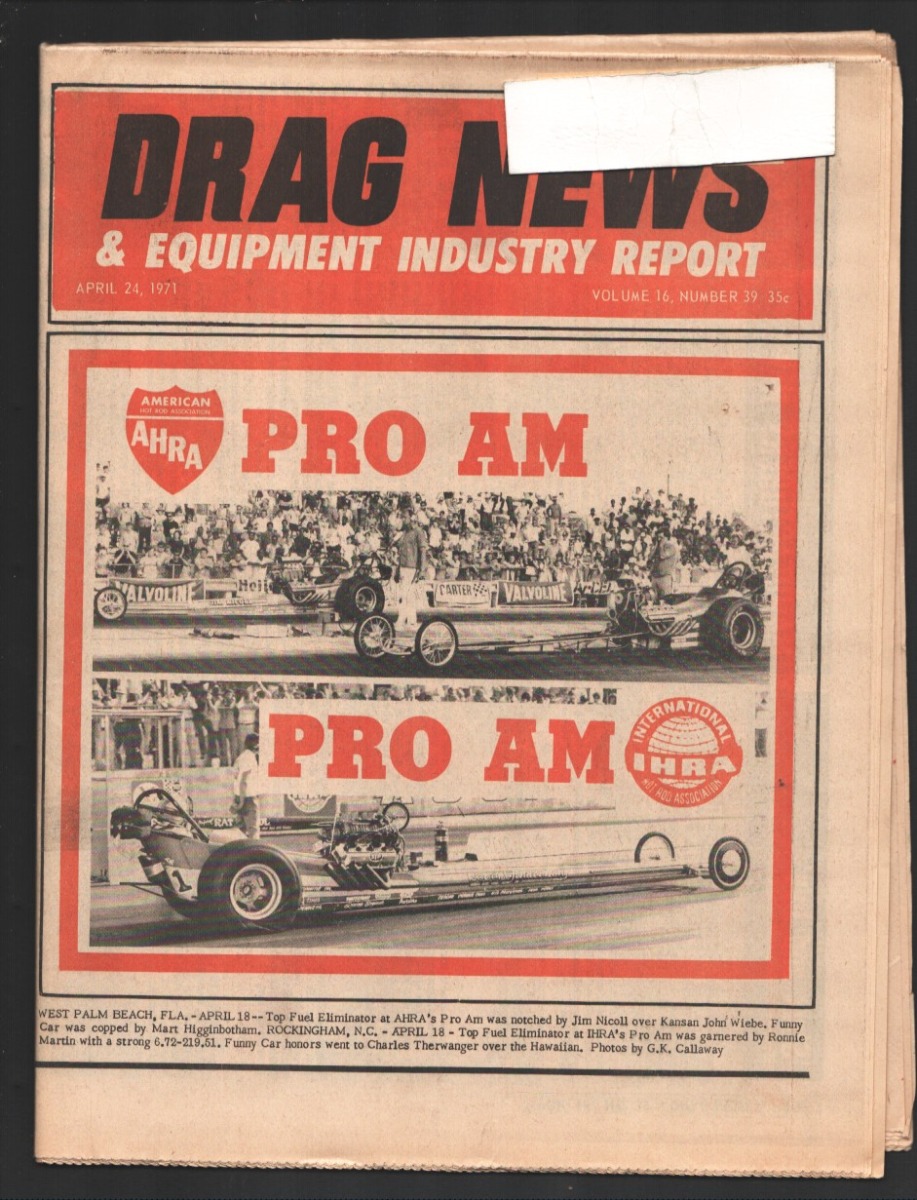 DRAG NEWS
& EQUIPMENT INDUSTRY REPORT
APRIL 24, 1971
VOLUME 16, NUMBER 39 35c
AMERICAN
HOT ROD ASSOCIATION
AHRA
PRO AM
VALVOLINE
CARTER
VALVOLINE
PRO AM
INTERNATIONAL
IHRA
HOT ROD ASSOCIATION
1
WEST PALM BEACH, FLA. - APRIL 18-- Top Fuel Eliminator at AHRA's Pro Am was notched by Jim Nicoll over Kansan John Wiebe. Funny
Car was copped by Mart Higginbotham. ROCKINGHAM, N.C. - APRIL 18 - Top Fuel Eliminator at IHRA's Pro Am was garnered by Ronnie
Martin with a strong 6.72-219.51. Funny Car honors went to Charles Therwanger over the Hawaiian. Photos by G.K. Callaway